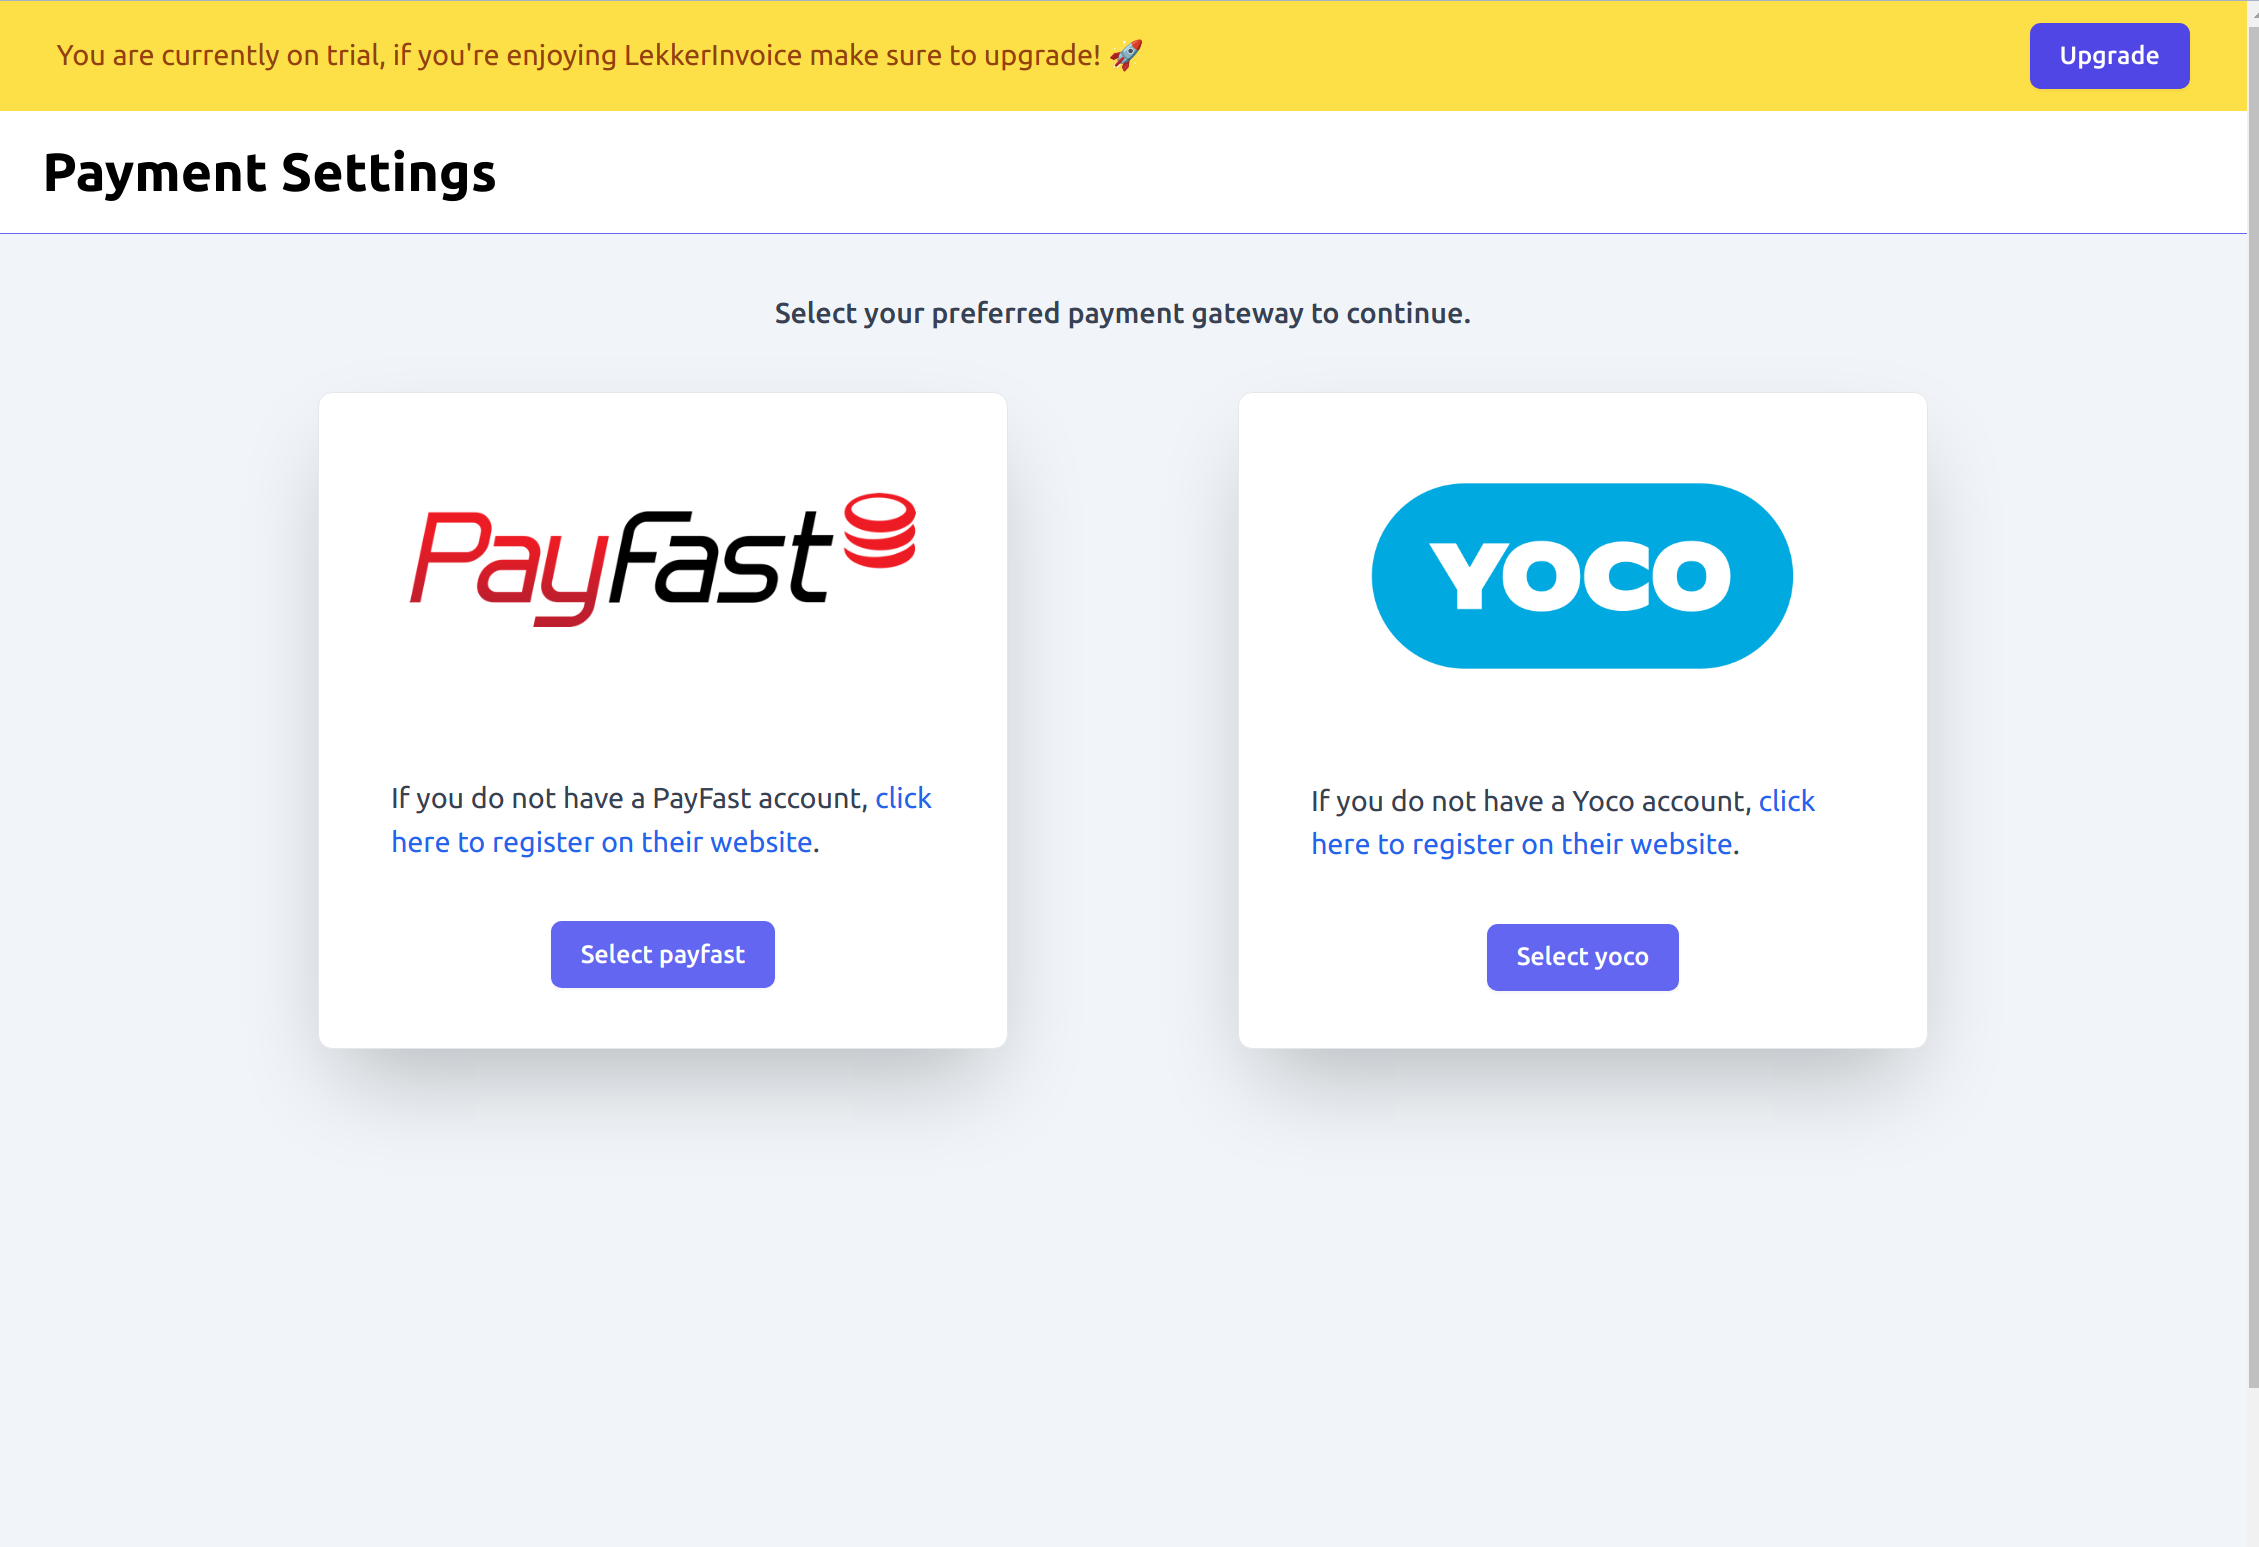 You are currently on trial, if you're enjoying LekkerInvoice make sure to upgrade! 🚀
Upgrade
Payment Settings
Select your preferred payment gateway to continue.
PayFast
If you do not have a PayFast account, click
here to register on their website.
Select payfast
YOCO
If you do not have a Yoco account, click
here to register on their website.
Select yoco